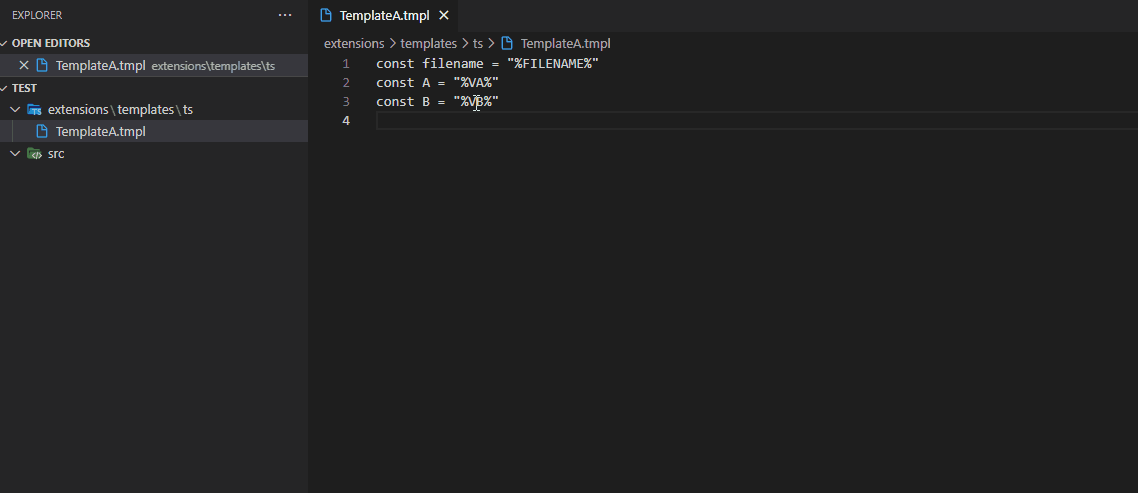 EXPLORER
OPEN EDITORS
TemplateA.tmpl extensions\templates\ts
TEST
extensions\templates\ts
TS
TemplateA.tmpl
src
TemplateA.tmpl
extensions > templates > ts > TemplateA.tmpl
1 const filename = "%FILENAME%"
2 const A = "%VA%"
3 const B = "%VB%"
4